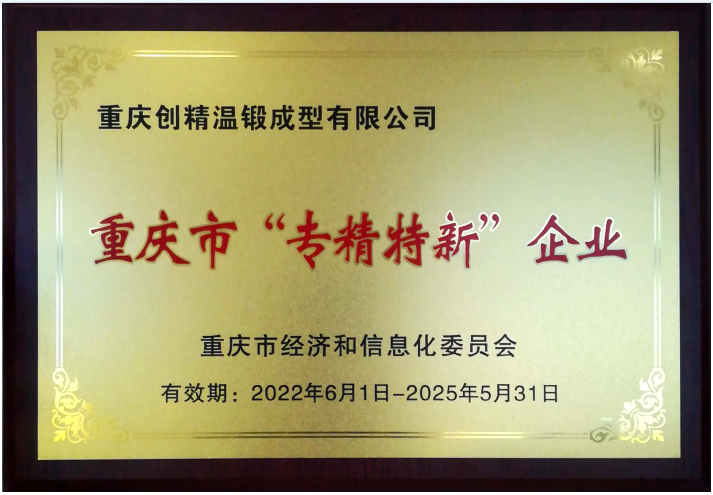 重庆创精温锻成型有限公司
重庆市“专精特新”企业
重庆市经济和信息化委员会
有效期：2022年6月1日-2025年5月31日